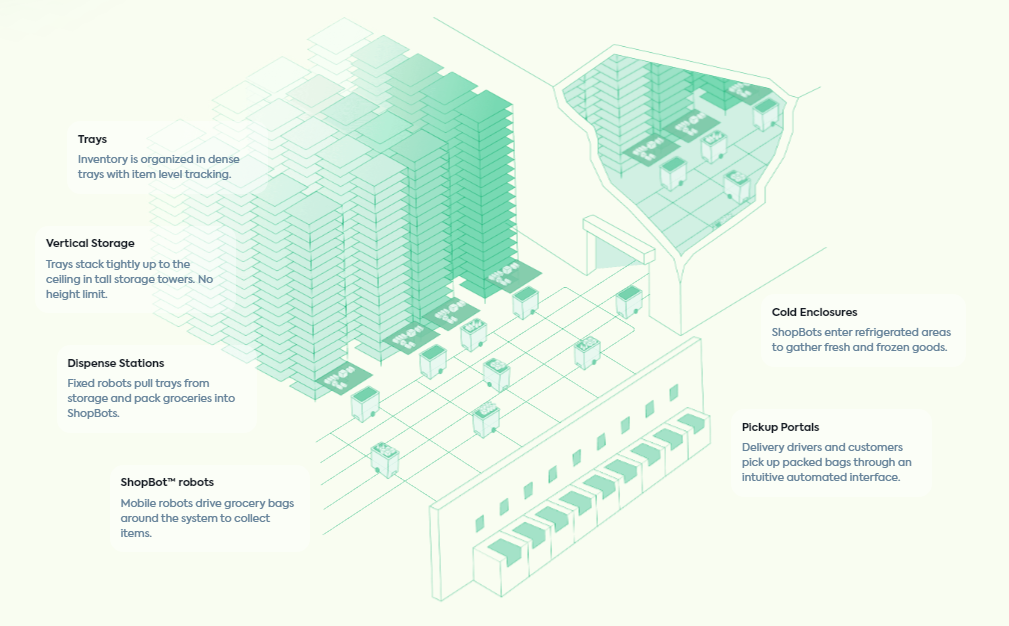 Trays
Inventory is organized in dense
trays with item level tracking.
Vertical Storage
Trays stack tightly up to the
ceiling in tall storage towers. No
height limit.
Dispense Stations
Fixed robots pull trays from
storage and pack groceries into
ShopBots.
ShopBot™ robots
Mobile robots drive grocery bags
around the system to collect
items.
Cold Enclosures
ShopBots enter refrigerated areas
to gather fresh and frozen goods.
Pickup Portals
Delivery drivers and customers
pick up packed bags through an
intuitive automated interface.